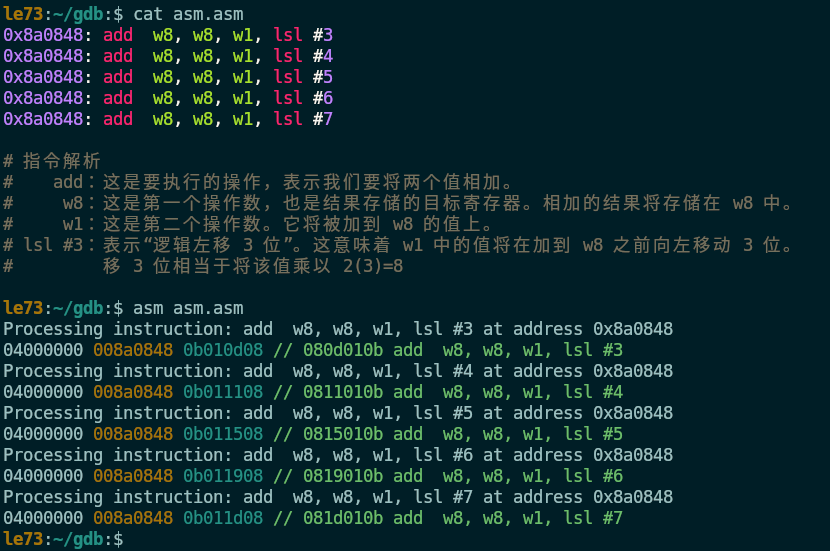 le73:~/gdb:$ cat asm.asm
0x8a0848: add  w8, w8, w1, lsl #3
0x8a0848: add  w8, w8, w1, lsl #4
0x8a0848: add  w8, w8, w1, lsl #5
0x8a0848: add  w8, w8, w1, lsl #6
0x8a0848: add  w8, w8, w1, lsl #7
# 指令解析
#    add：这是要执行的操作，表示我们要将两个值相加。
#     w8：这是第一个操作数，也是结果存储的目标寄存器。相加的结果将存储在 w8 中。
#     w1：这是第二个操作数。它将被加到 w8 的值上。
# lsl #3：表示“逻辑左移 3 位”。这意味着 w1 中的值将在加到 w8 之前向左移动 3 位。
#         移 3 位相当于将该值乘以 2(3)=8
le73:~/gdb:$ asm asm.asm
Processing instruction: add  w8, w8, w1, lsl #3 at address 0x8a0848
04000000 008a0848 0b010d08 // 080d010b add  w8, w8, w1, lsl #3
Processing instruction: add  w8, w8, w1, lsl #4 at address 0x8a0848
04000000 008a0848 0b011108 // 0811010b add  w8, w8, w1, lsl #4
Processing instruction: add  w8, w8, w1, lsl #5 at address 0x8a0848
04000000 008a0848 0b011508 // 0815010b add  w8, w8, w1, lsl #5
Processing instruction: add  w8, w8, w1, lsl #6 at address 0x8a0848
04000000 008a0848 0b011908 // 0819010b add  w8, w8, w1, lsl #6
Processing instruction: add  w8, w8, w1, lsl #7 at address 0x8a0848
04000000 008a0848 0b011d08 // 081d010b add  w8, w8, w1, lsl #7
le73:~/gdb:$